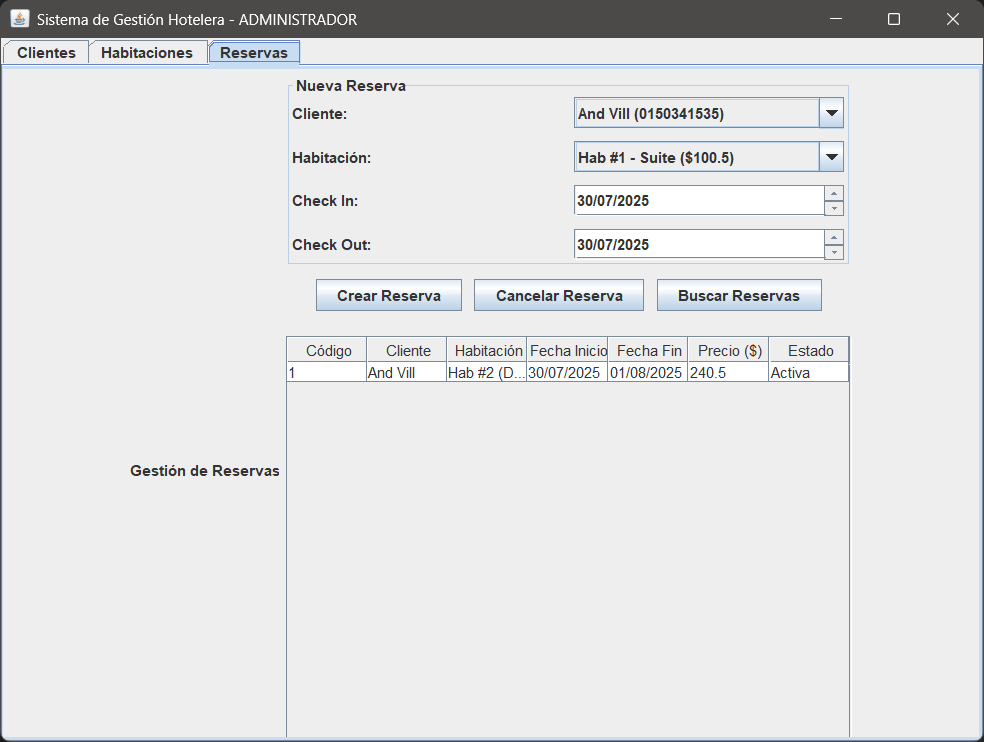 Sistema de Gestión Hotelera - ADMINISTRADOR
Clientes Habitaciones Reservas
Nueva Reserva
Cliente: And Vill (0150341535)
Habitación: Hab #1 - Suite ($100.5)
Check In: 30/07/2025
Check Out: 30/07/2025
Crear Reserva Cancelar Reserva Buscar Reservas
Código Cliente Habitación Fecha Inicio Fecha Fin Precio ($) Estado
1 And Vill Hab #2 (D... 30/07/2025 01/08/2025 240.5 Activa
Gestión de Reservas